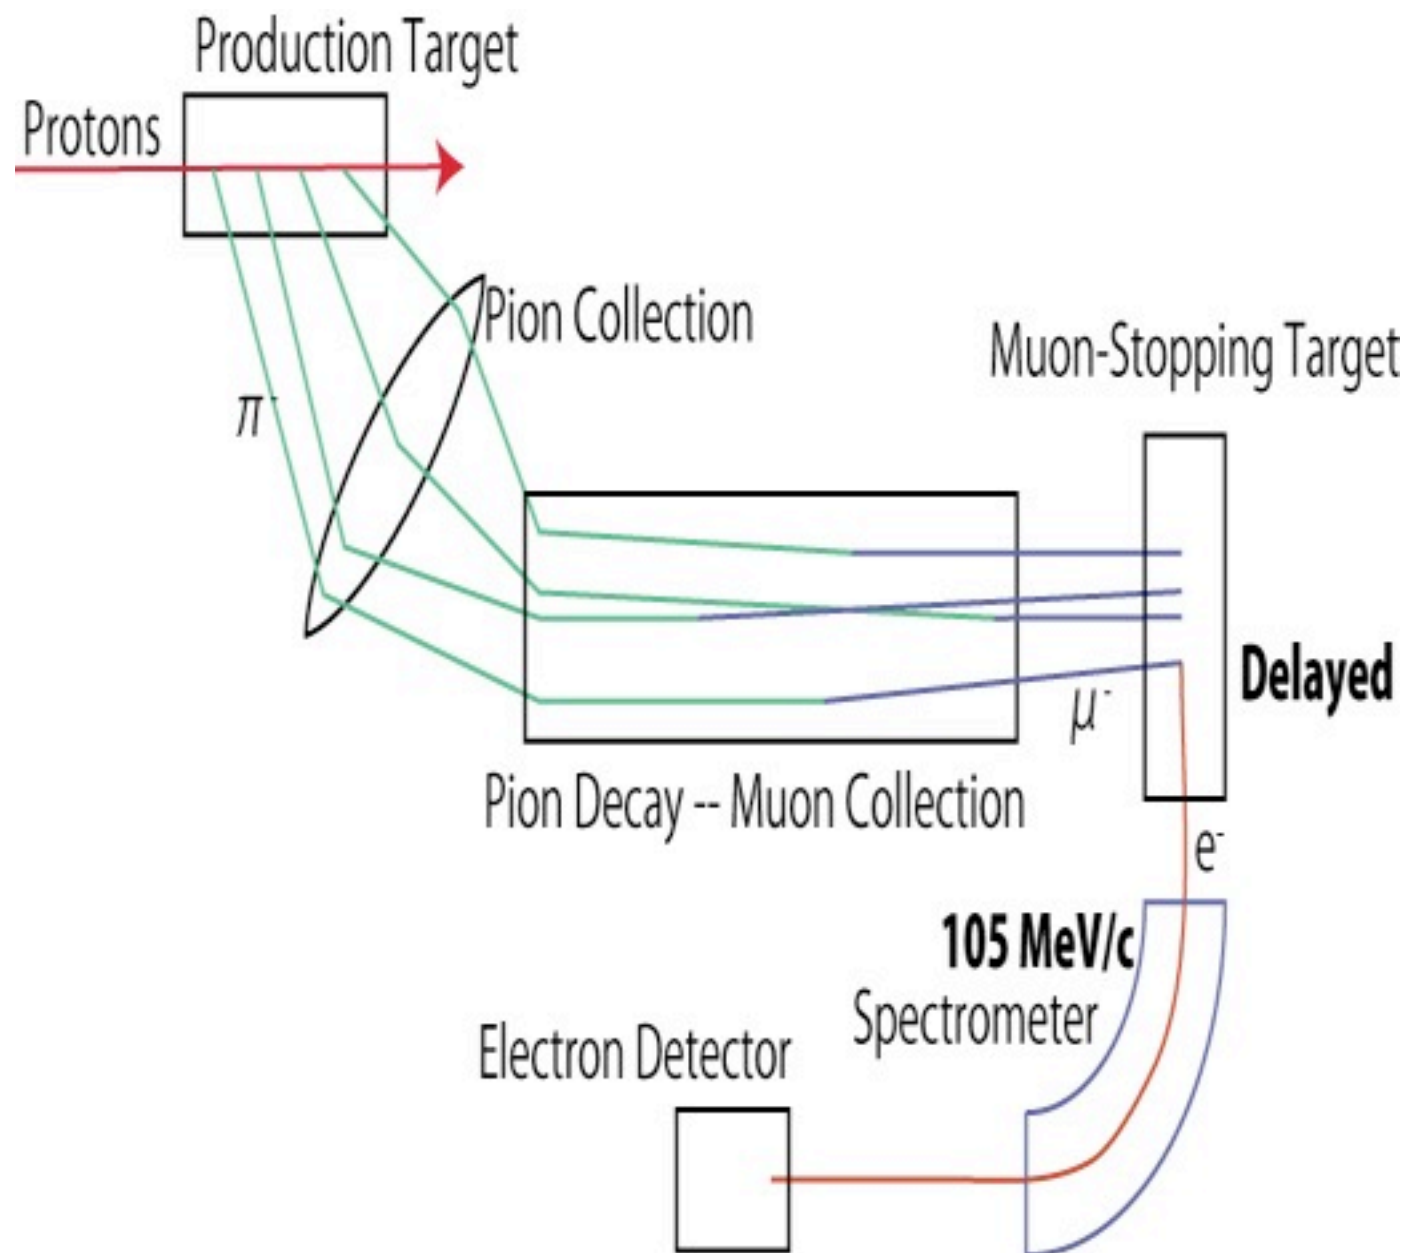 Production Target
Protons
Pion Collection
Muon-Stopping Target
π-
Delayed
μ-
Pion Decay -- Muon Collection
e-
105 MeV/c
Spectrometer
Electron Detector